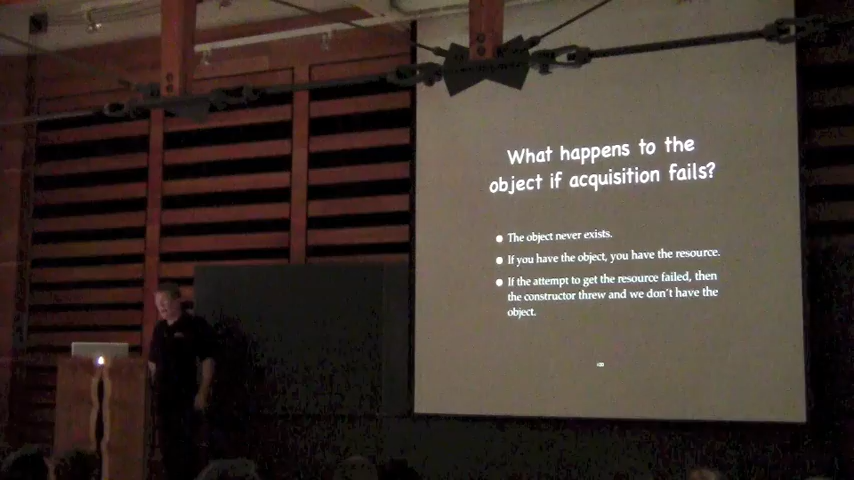 What happens to the
object if acquisition fails?
The object never exists.
If you have the object, you have the resource.
If the attempt to get the resource failed, then
the constructor threw and we don't have the
object.